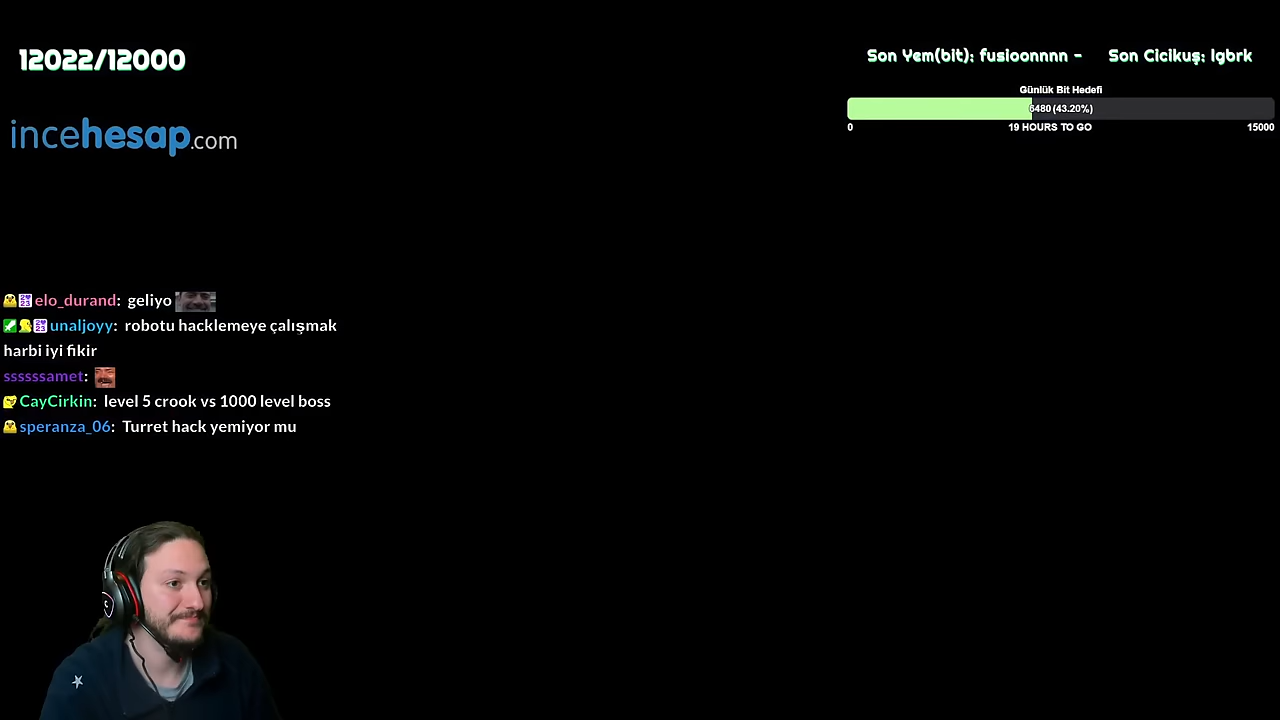 12022/12000
Son Yem(bit): fusioonnnn - Son Cicikuş: lgbrk
Günlük Bit Hedefi
6480 (43.20%)
0 19 HOURS TO GO 15000
incehesap.com
elo_durand: geliyo
unaljoyy: robotu hacklemeye çalışmak
harbi iyi fikir
ssssssamet:
CayCirkin: level 5 crook vs 1000 level boss
speranza_06: Turret hack yemiyor mu